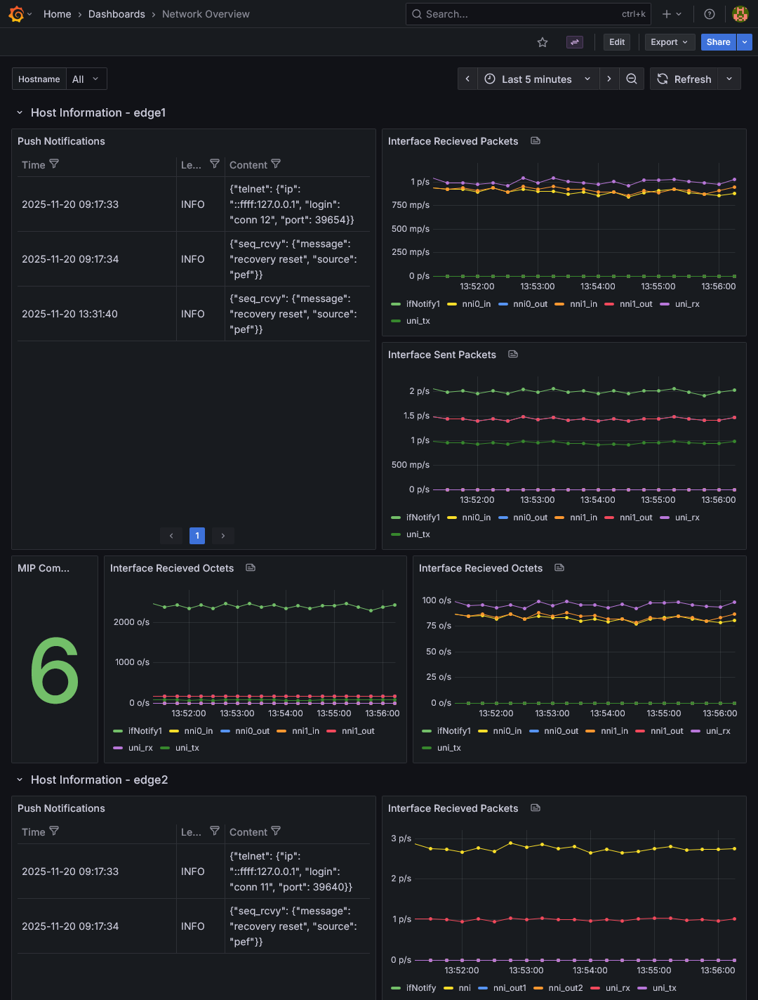 Home › Dashboards › Network Overview
Search... ctrl+k
Edit Export Share
Hostname All
Last 5 minutes Refresh
Host Information - edge1
Push Notifications
Time Le... Content
2025-11-20 09:17:33 INFO {"telnet": {"ip":
"::ffff:127.0.0.1", "login":
"conn 12", "port": 39654}}
2025-11-20 09:17:34 INFO {"seq_rcvy": {"message":
"recovery reset", "source":
"pef"}}
2025-11-20 13:31:40 INFO {"seq_rcvy": {"message":
"recovery reset", "source":
"pef"}}
1
Interface Recieved Packets
1 p/s
750 mp/s
500 mp/s
250 mp/s
0 p/s
13:52:00 13:53:00 13:54:00 13:55:00 13:56:00
ifNotify1 nni0_in nni0_out nni1_in nni1_out uni_rx
uni_tx
Interface Sent Packets
2 p/s
1.5 p/s
1 p/s
500 mp/s
0 p/s
13:52:00 13:53:00 13:54:00 13:55:00 13:56:00
ifNotify1 nni0_in nni0_out nni1_in nni1_out uni_rx
uni_tx
MIP Com...
6
Interface Recieved Octets
2000 o/s
1000 o/s
0 o/s
13:52:00 13:53:00 13:54:00 13:55:00 13:56:00
ifNotify1 nni0_in nni0_out nni1_in nni1_out
uni_rx uni_tx
Interface Recieved Octets
100 o/s
75 o/s
50 o/s
25 o/s
0 o/s
13:52:00 13:53:00 13:54:00 13:55:00 13:56:00
ifNotify1 nni0_in nni0_out nni1_in nni1_out uni_rx
uni_tx
Host Information - edge2
Push Notifications
Time Le... Content
2025-11-20 09:17:33 INFO {"telnet": {"ip":
"::ffff:127.0.0.1", "login":
"conn 11", "port": 39640}}
2025-11-20 09:17:34 INFO {"seq_rcvy": {"message":
"recovery reset", "source":
"pef"}}
Interface Recieved Packets
3 p/s
2 p/s
1 p/s
0 p/s
13:52:00 13:53:00 13:54:00 13:55:00 13:56:00
ifNotify nni nni_out1 nni_out2 uni_rx uni_tx